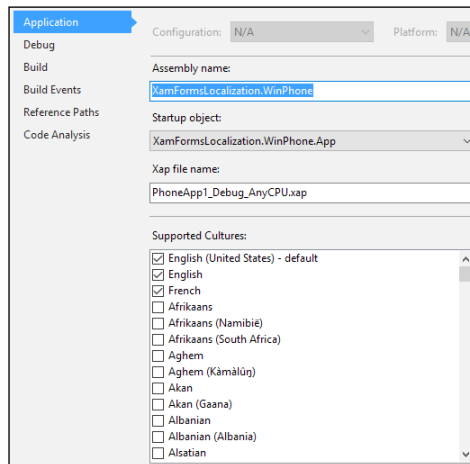 Application
Debug
Build
Build Events
Reference Paths
Code Analysis
Configuration: N/A Platform: N/A
Assembly name:
XamFormsLocalization.WinPhone
Startup object:
XamFormsLocalization.WinPhone.App
Xap file name:
PhoneApp1_Debug_AnyCPU.xap
Supported Cultures:
English (United States) - default
English
French
Afrikaans
Afrikaans (Namibië)
Afrikaans (South Africa)
Aghem
Aghem (Kàmàlûŋ)
Akan
Akan (Gaana)
Albanian
Albanian (Albania)
Alsatian